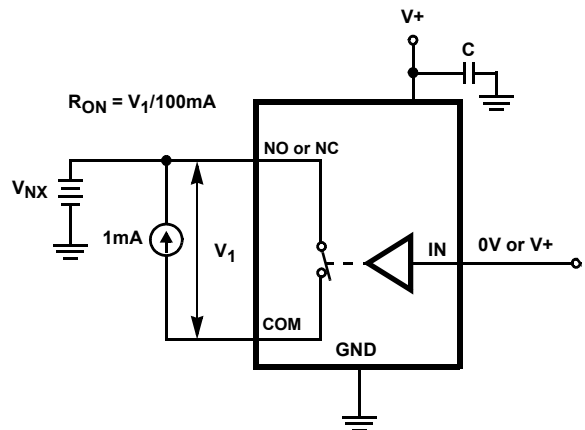 V+
C
R_ON = V_1/100mA
NO or NC
V_NX
1mA
V_1
IN
0V or V+
COM
GND